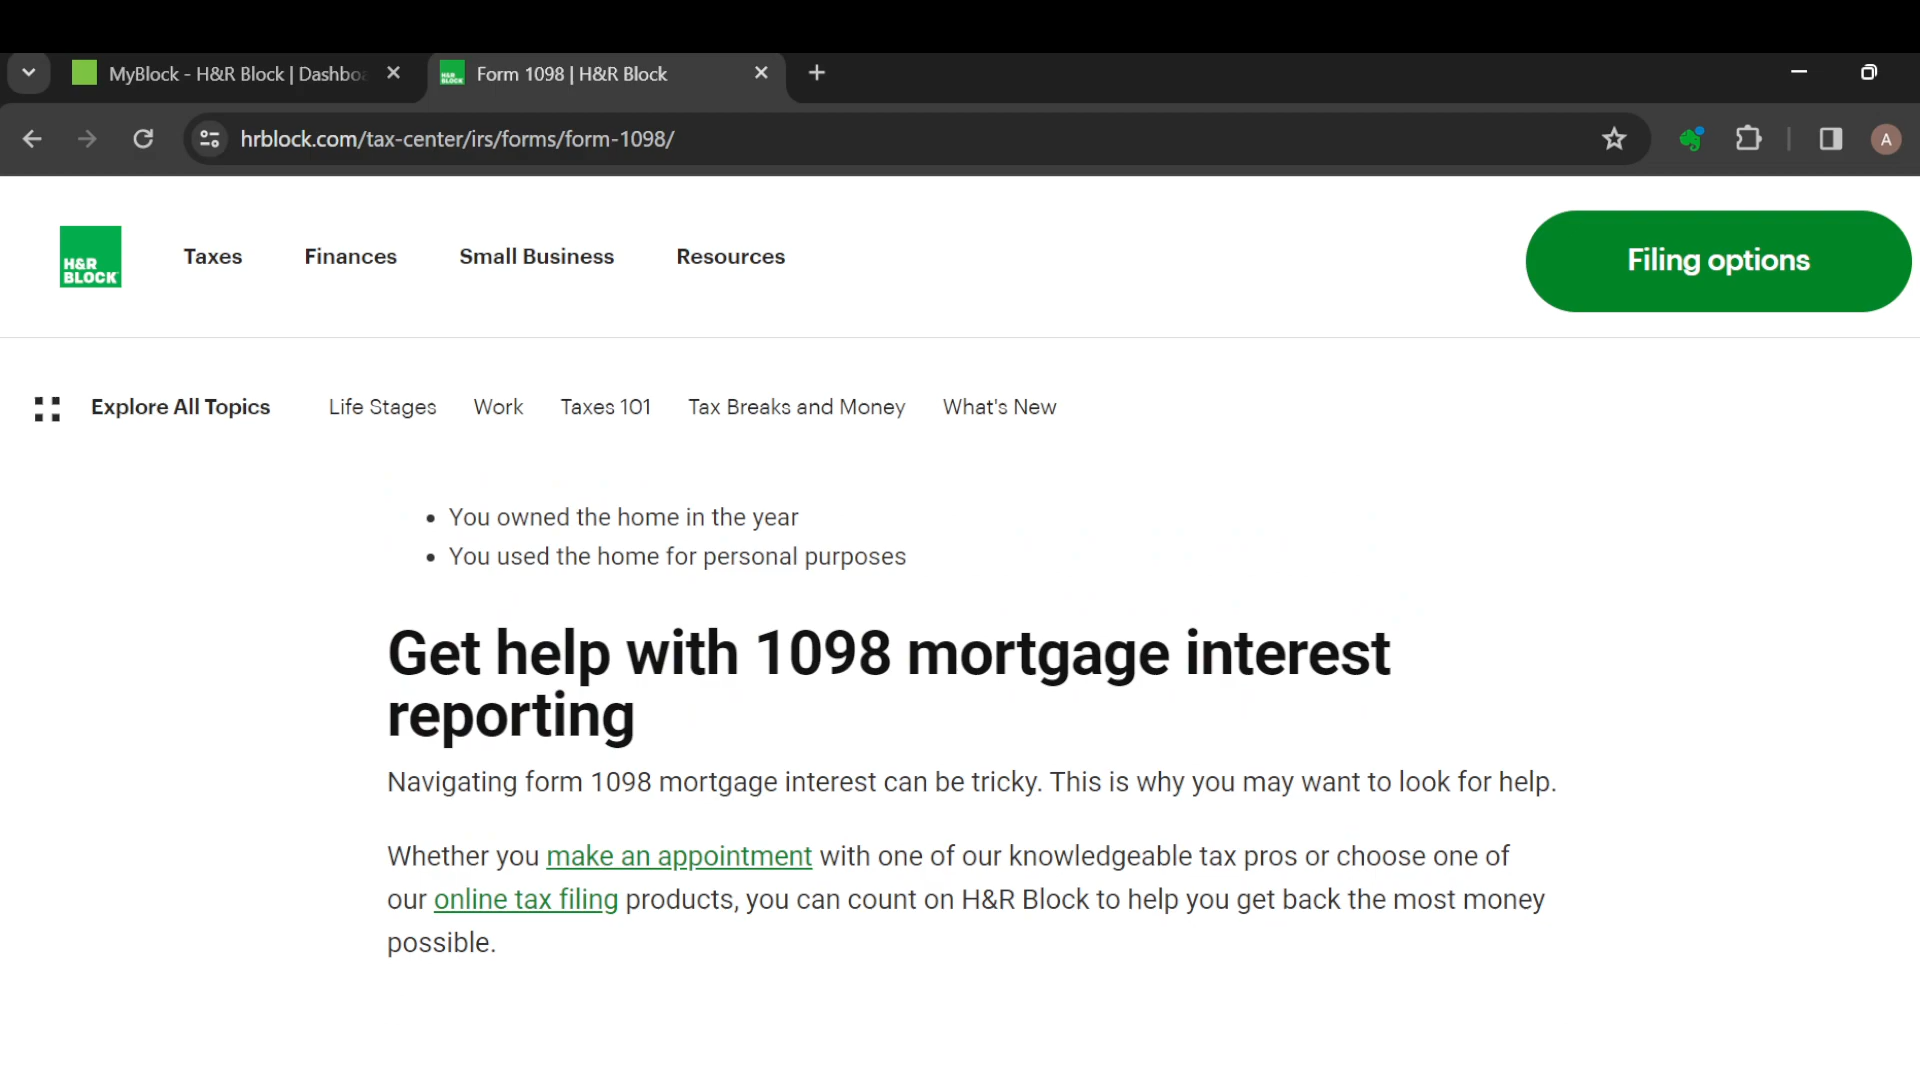 MyBlock - H&R Block | Dashboa
Form 1098 | H&R Block
hrblock.com/tax-center/irs/forms/form-1098/
A
H&R
BLOCK
Taxes
Finances
Small Business
Resources
Filing options
Explore All Topics
Life Stages
Work
Taxes 101
Tax Breaks and Money
What's New
• You owned the home in the year
• You used the home for personal purposes
Get help with 1098 mortgage interest
reporting
Navigating form 1098 mortgage interest can be tricky. This is why you may want to look for help.
Whether you make an appointment with one of our knowledgeable tax pros or choose one of
our online tax filing products, you can count on H&R Block to help you get back the most money
possible.